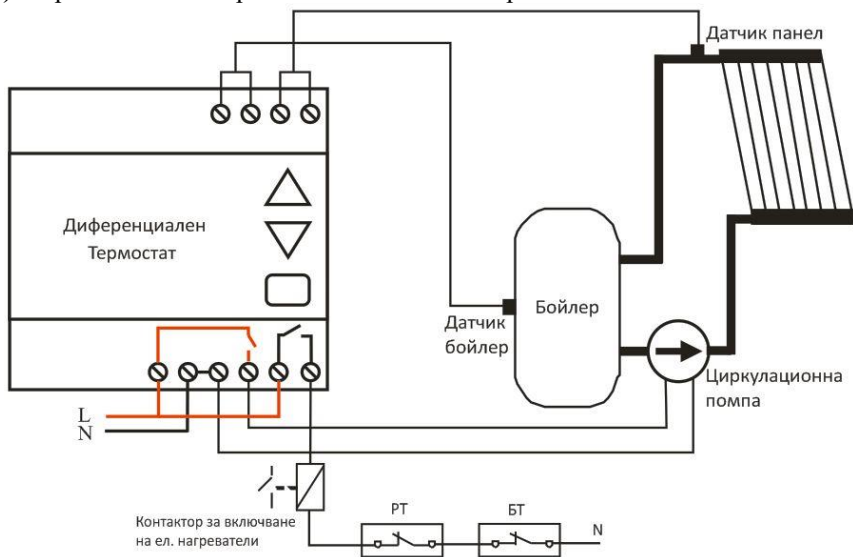 Датчик панел
Диференциален
Термостат
Бойлер
Датчик
бойлер
Циркулационна
помпа
L
N
Контактор за включване
на ел. нагреватели
РТ
БТ
N